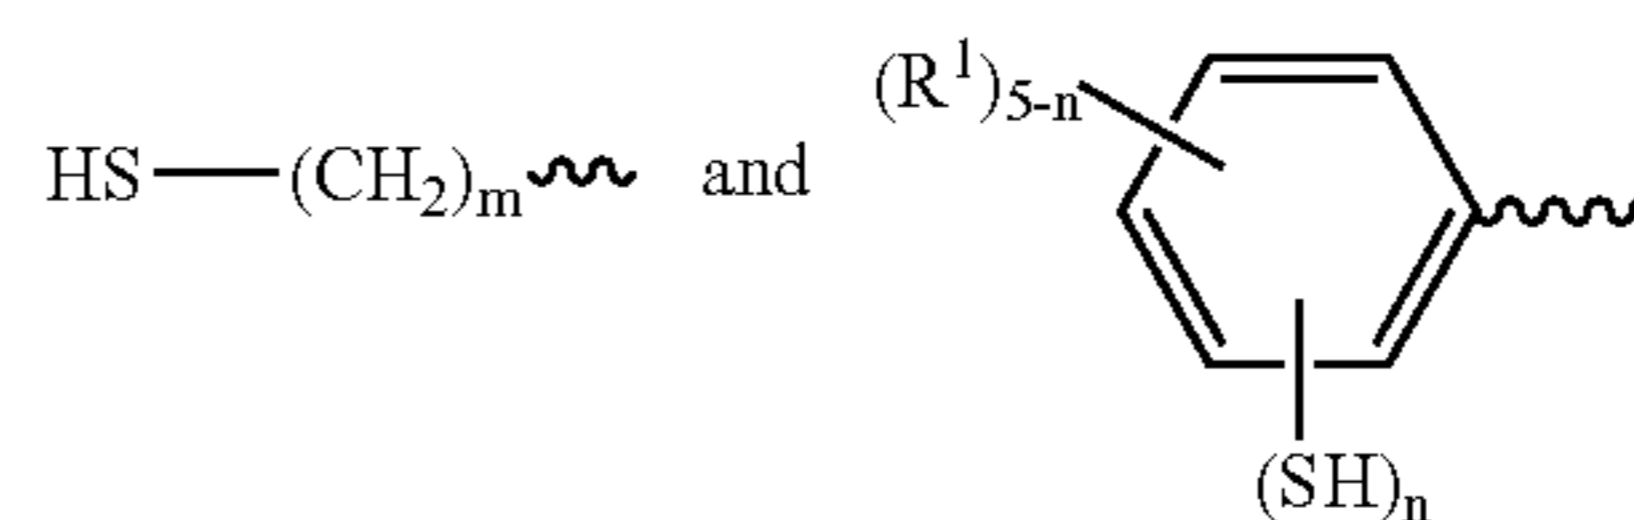 (R¹)₅₋ₙ
HS—(CH₂)ₘ and
(SH)ₙ